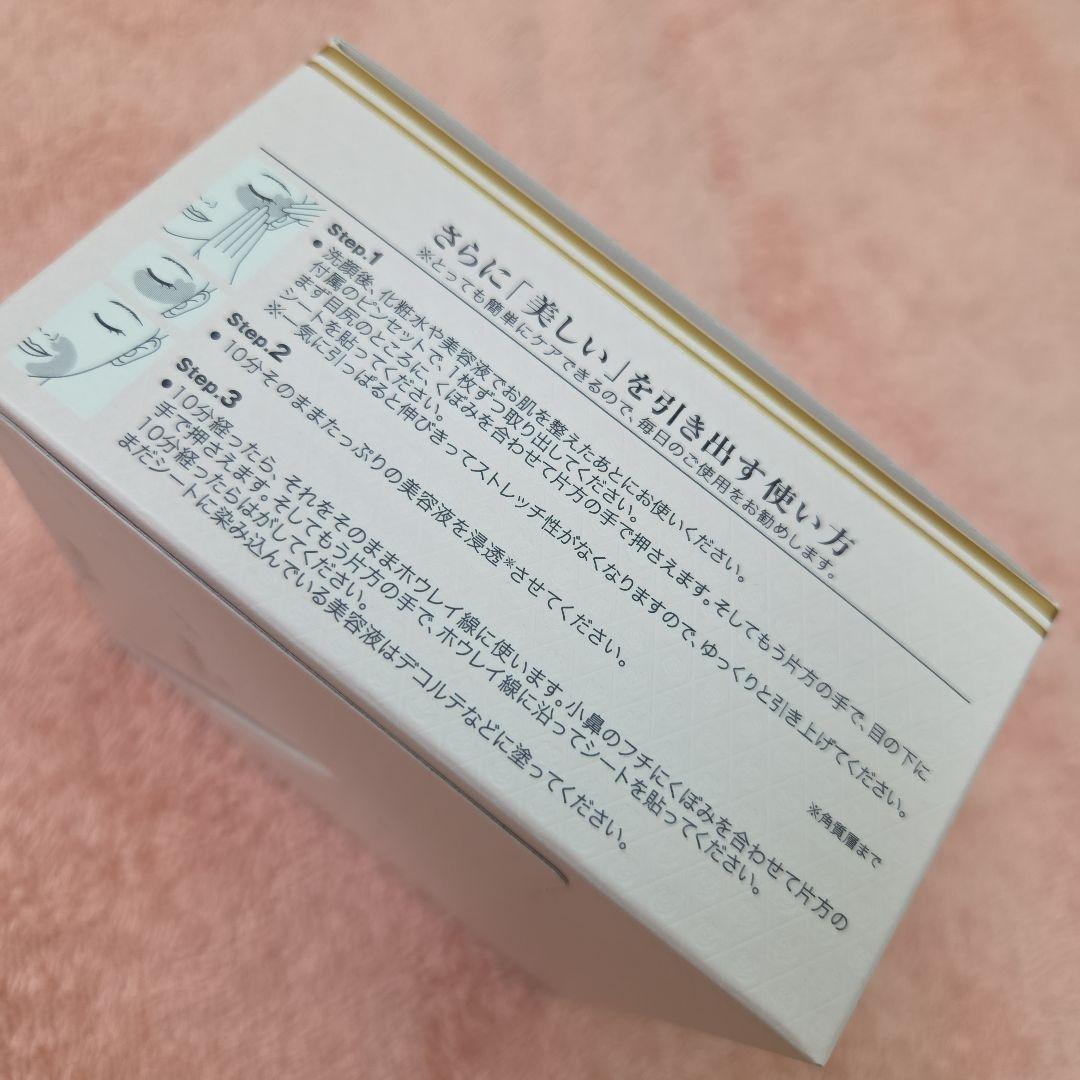 さらに「美しい」を引き出す使い方
※とっても簡単にケアできるので、毎日のご使用をお勧めします。
Step.1
● 洗顔後、化粧水や美容液でお肌を整えたあとにお使いください。
付属のピンセットで、1枚ずつ取り出してください。
まず目尻のところに、くぼみを合わせて片方の手で押さえます。そしてもう片方の手で、目の下に
シートを貼ってください。
※一気に引っぱると伸びきってストレッチ性がなくなりますので、ゆっくりと引き上げてください。
Step.2
● 10分そのままたっぷりの美容液を浸透※させてください。
※角質層まで
Step.3
● 10分経ったら、それをそのままホウレイ線に使います。小鼻のフチにくぼみを合わせて片方の
手で押さえます。そしてもう片方の手で、ホウレイ線に沿ってシートを貼ってください。
10分経ったらはがしてください。
まだシートに染み込んでいる美容液はデコルテなどに塗ってください。